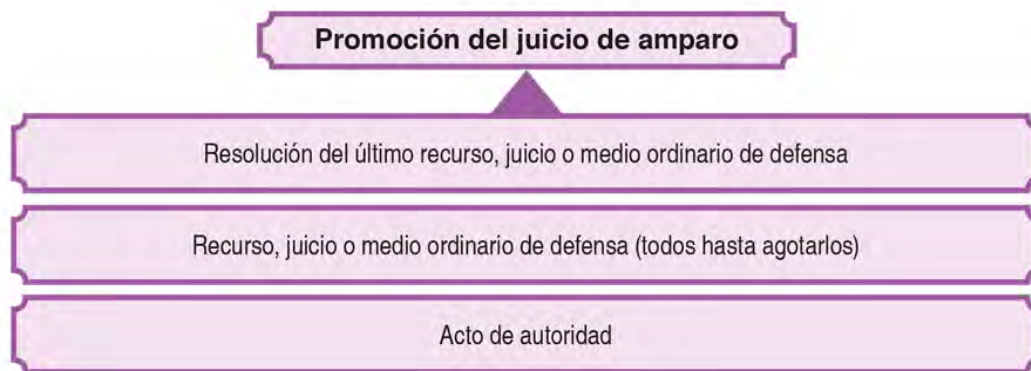 Promoción del juicio de amparo
Resolución del último recurso, juicio o medio ordinario de defensa
Recurso, juicio o medio ordinario de defensa (todos hasta agotarlos)
Acto de autoridad